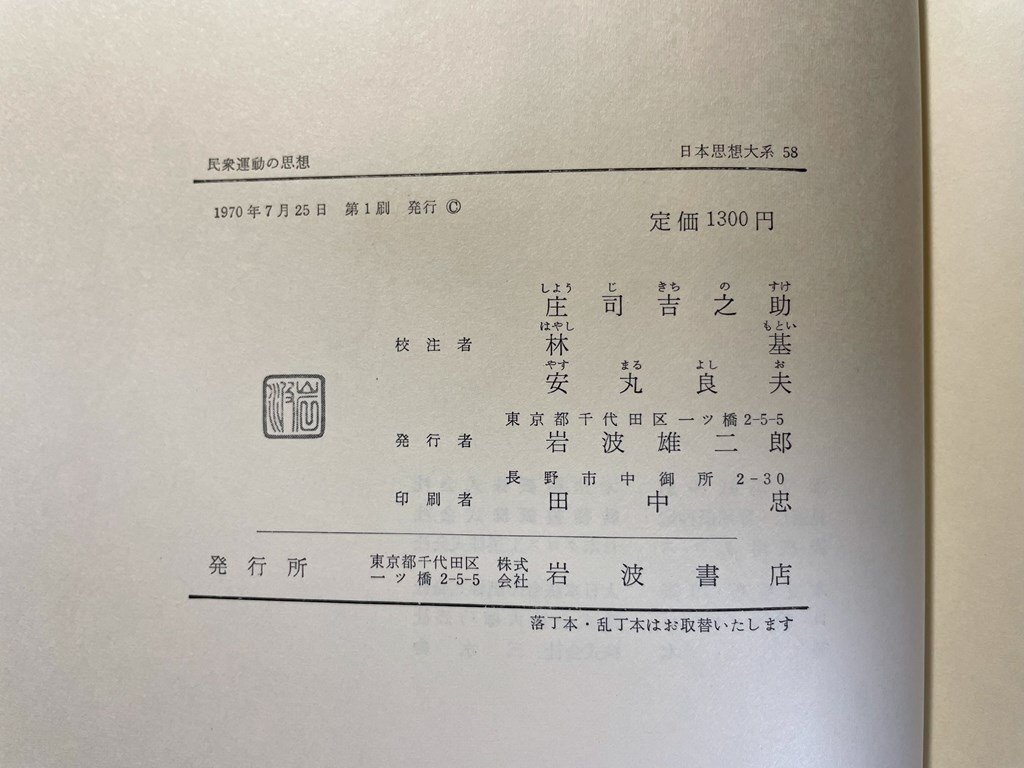 民衆運動の思想 日本思想大系 58
1970年7月25日 第1刷 発行 Ⓒ
定価1300円
しよう じ きち の すけ
庄司吉之助
はやし もとい
校注者 林基
やす まる よし お
安丸良夫
東京都千代田区一ツ橋2-5-5
発行者 岩波雄二郎
長野市中御所 2-30
印刷者 田中忠
発行所 東京都千代田区 株式 岩波書店
一ツ橋2-5-5 会社
落丁本・乱丁本はお取替いたします
岩波